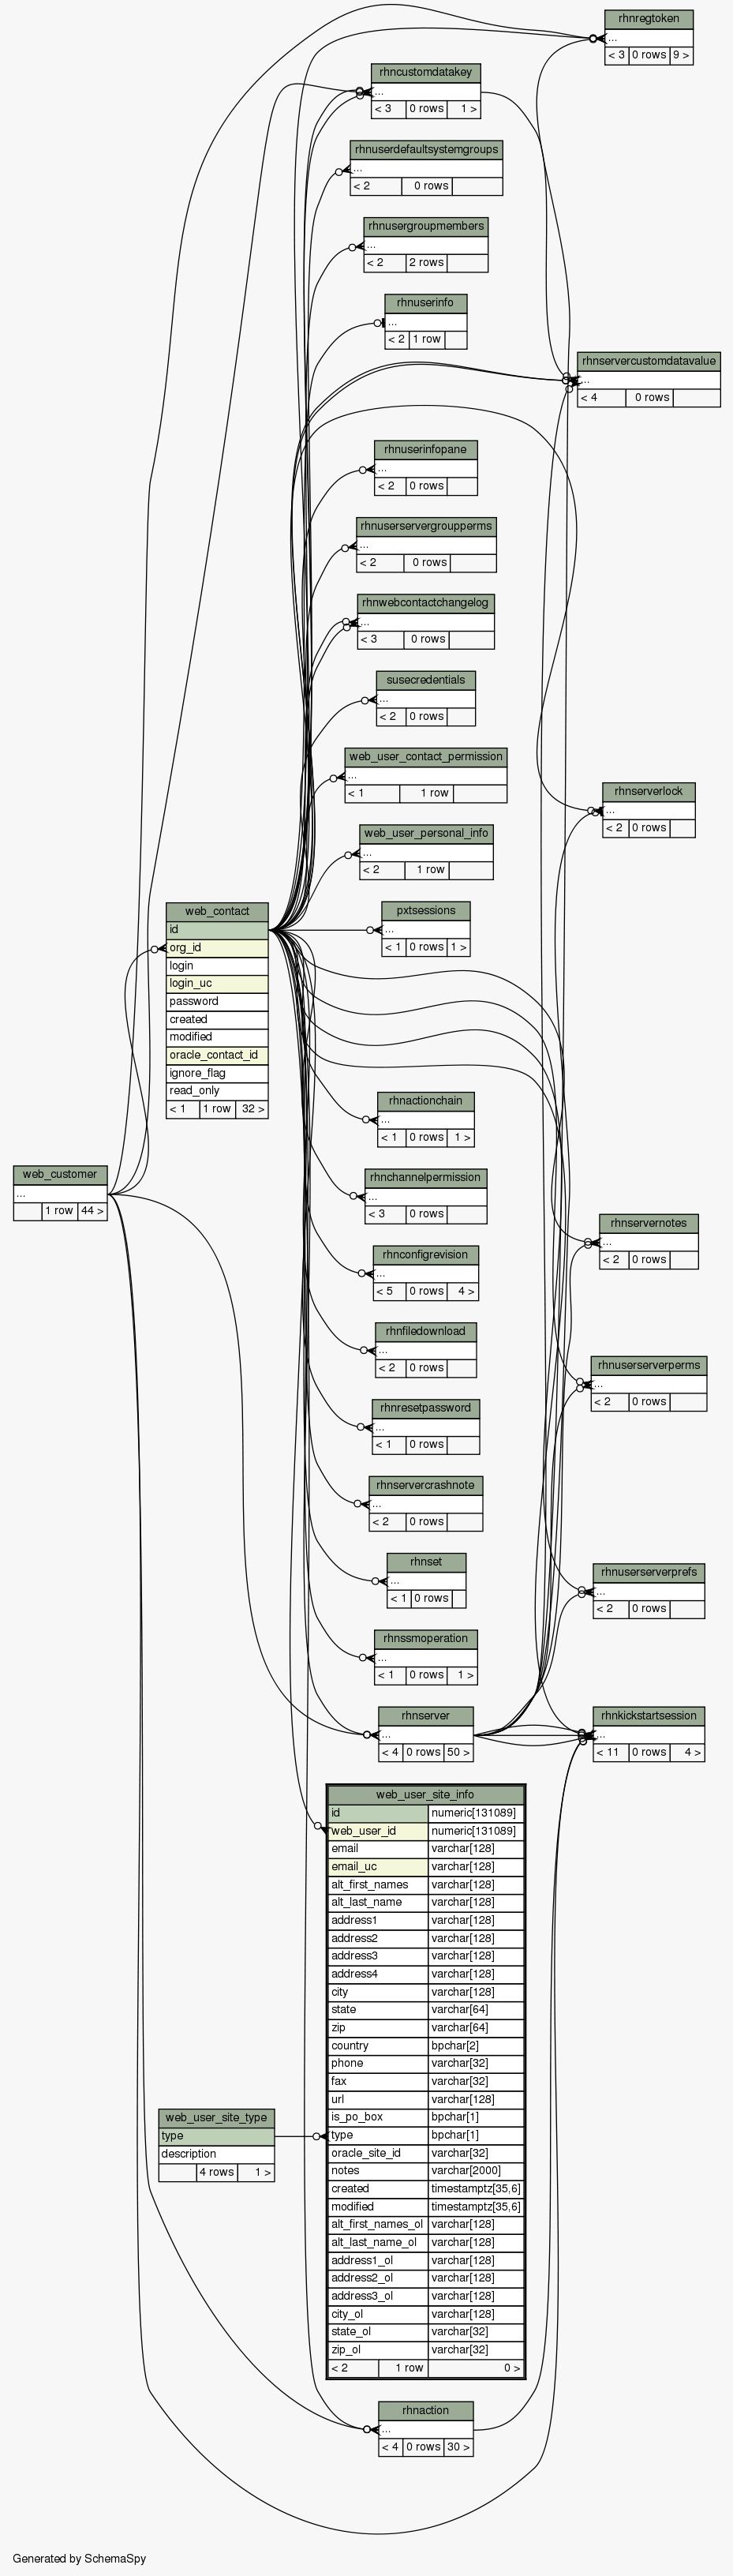 rhnregtoken
...
< 3 0 rows 9 >
rhncustomdatakey
...
< 3 0 rows 1 >
rhnuserdefaultsystemgroups
...
< 2 0 rows
rhnusergroupmembers
...
< 2 2 rows
rhnuserinfo
...
< 2 1 row
rhnservercustomdatavalue
...
< 4 0 rows
rhnuserinfopane
...
< 2 0 rows
rhnuserservergroupperms
...
< 2 0 rows
rhnwebcontactchangelog
...
< 3 0 rows
susecredentials
...
< 2 0 rows
web_user_contact_permission
...
< 1 1 row
rhnserverlock
...
< 2 0 rows
web_user_personal_info
...
< 2 1 row
pxtsessions
...
< 1 0 rows 1 >
web_contact
id
org_id
login
login_uc
password
created
modified
oracle_contact_id
ignore_flag
read_only
< 1 1 row 32 >
rhnactionchain
...
< 1 0 rows 1 >
web_customer
...
1 row 44 >
rhnchannelpermission
...
< 3 0 rows
rhnservernotes
...
< 2 0 rows
rhnconfigrevision
...
< 5 0 rows 4 >
rhnfiledownload
...
< 2 0 rows
rhnuserserverperms
...
< 2 0 rows
rhnresetpassword
...
< 1 0 rows
rhnservercrashnote
...
< 2 0 rows
rhnset
...
< 1 0 rows
rhnuserserverprefs
...
< 2 0 rows
rhnssmoperation
...
< 1 0 rows 1 >
rhnserver
...
< 4 0 rows 50 >
rhnkickstartsession
...
< 11 0 rows 4 >
web_user_site_info
id numeric[131089]
web_user_id numeric[131089]
email varchar[128]
email_uc varchar[128]
alt_first_names varchar[128]
alt_last_name varchar[128]
address1 varchar[128]
address2 varchar[128]
address3 varchar[128]
address4 varchar[128]
city varchar[128]
state varchar[64]
zip varchar[64]
country bpchar[2]
phone varchar[32]
fax varchar[32]
url varchar[128]
is_po_box bpchar[1]
type bpchar[1]
oracle_site_id varchar[32]
notes varchar[2000]
created timestamptz[35,6]
modified timestamptz[35,6]
alt_first_names_ol varchar[128]
alt_last_name_ol varchar[128]
address1_ol varchar[128]
address2_ol varchar[128]
address3_ol varchar[128]
city_ol varchar[128]
state_ol varchar[32]
zip_ol varchar[32]
< 2 1 row 0 >
web_user_site_type
type
description
4 rows 1 >
rhnaction
...
< 4 0 rows 30 >
Generated by SchemaSpy